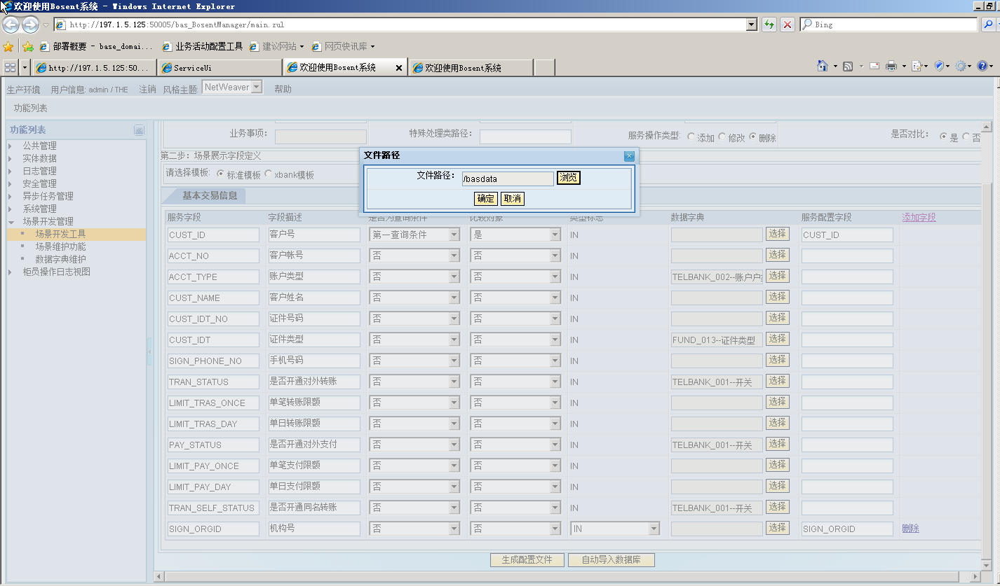 欢迎使用Bosent系统 - Windows Internet Explorer
http://197.1.5.125:50005/bas_BosentManager/main.zul
Bing
部署概要 - base_domai...
业务活动配置工具
建议网站
网页快讯库
http://197.1.5.125:50...
ServiceUi
欢迎使用Bosent系统
欢迎使用Bosent系统
生产环境 用户信息: admin / THE 注销 风格主题: NetWeaver 帮助
功能列表
功能列表
公共管理
实体数据
日志管理
安全管理
异步任务管理
系统管理
场景开发管理
场景开发工具
场景维护功能
数据字典维护
柜员操作日志视图
业务事项: 特殊处理类路径: 服务操作类型: 添加 修改 删除 是否对比: 是 否
第二步: 场景展示字段定义
请选择模板: 标准模板 xbank模板
文件路径
文件路径: /basdata 浏览
确定 取消
基本交易信息
服务字段 字段描述 是否为查询条件 比较对象 类型标志 数据字典 服务配置字段 添加字段
CUST_ID 客户号 第一查询条件 是 IN 选择 CUST_ID
ACCT_NO 客户帐号 否 否 IN 选择
ACCT_TYPE 账户类型 否 否 IN TELBANK_002--账户户 选择
CUST_NAME 客户姓名 否 否 IN 选择
CUST_IDT_NO 证件号码 否 否 IN 选择
CUST_IDT 证件类型 否 否 IN FUND_013--证件类型 选择
SIGN_PHONE_NO 手机号码 否 否 IN 选择
TRAN_STATUS 是否开通对外转账 否 否 IN TELBANK_001--开关 选择
LIMIT_TRAS_ONCE 单笔转账限额 否 否 IN 选择
LIMIT_TRAS_DAY 单日转账限额 否 否 IN 选择
PAY_STATUS 是否开通对外支付 否 否 IN TELBANK_001--开关 选择
LIMIT_PAY_ONCE 单笔支付限额 否 否 IN 选择
LIMIT_PAY_DAY 单日支付限额 否 否 IN 选择
TRAN_SELF_STATUS 是否开通同名转账 否 否 IN TELBANK_001--开关 选择
SIGN_ORGID 机构号 否 否 IN 选择 SIGN_ORGID 删除
生成配置文件 自动导入数据库